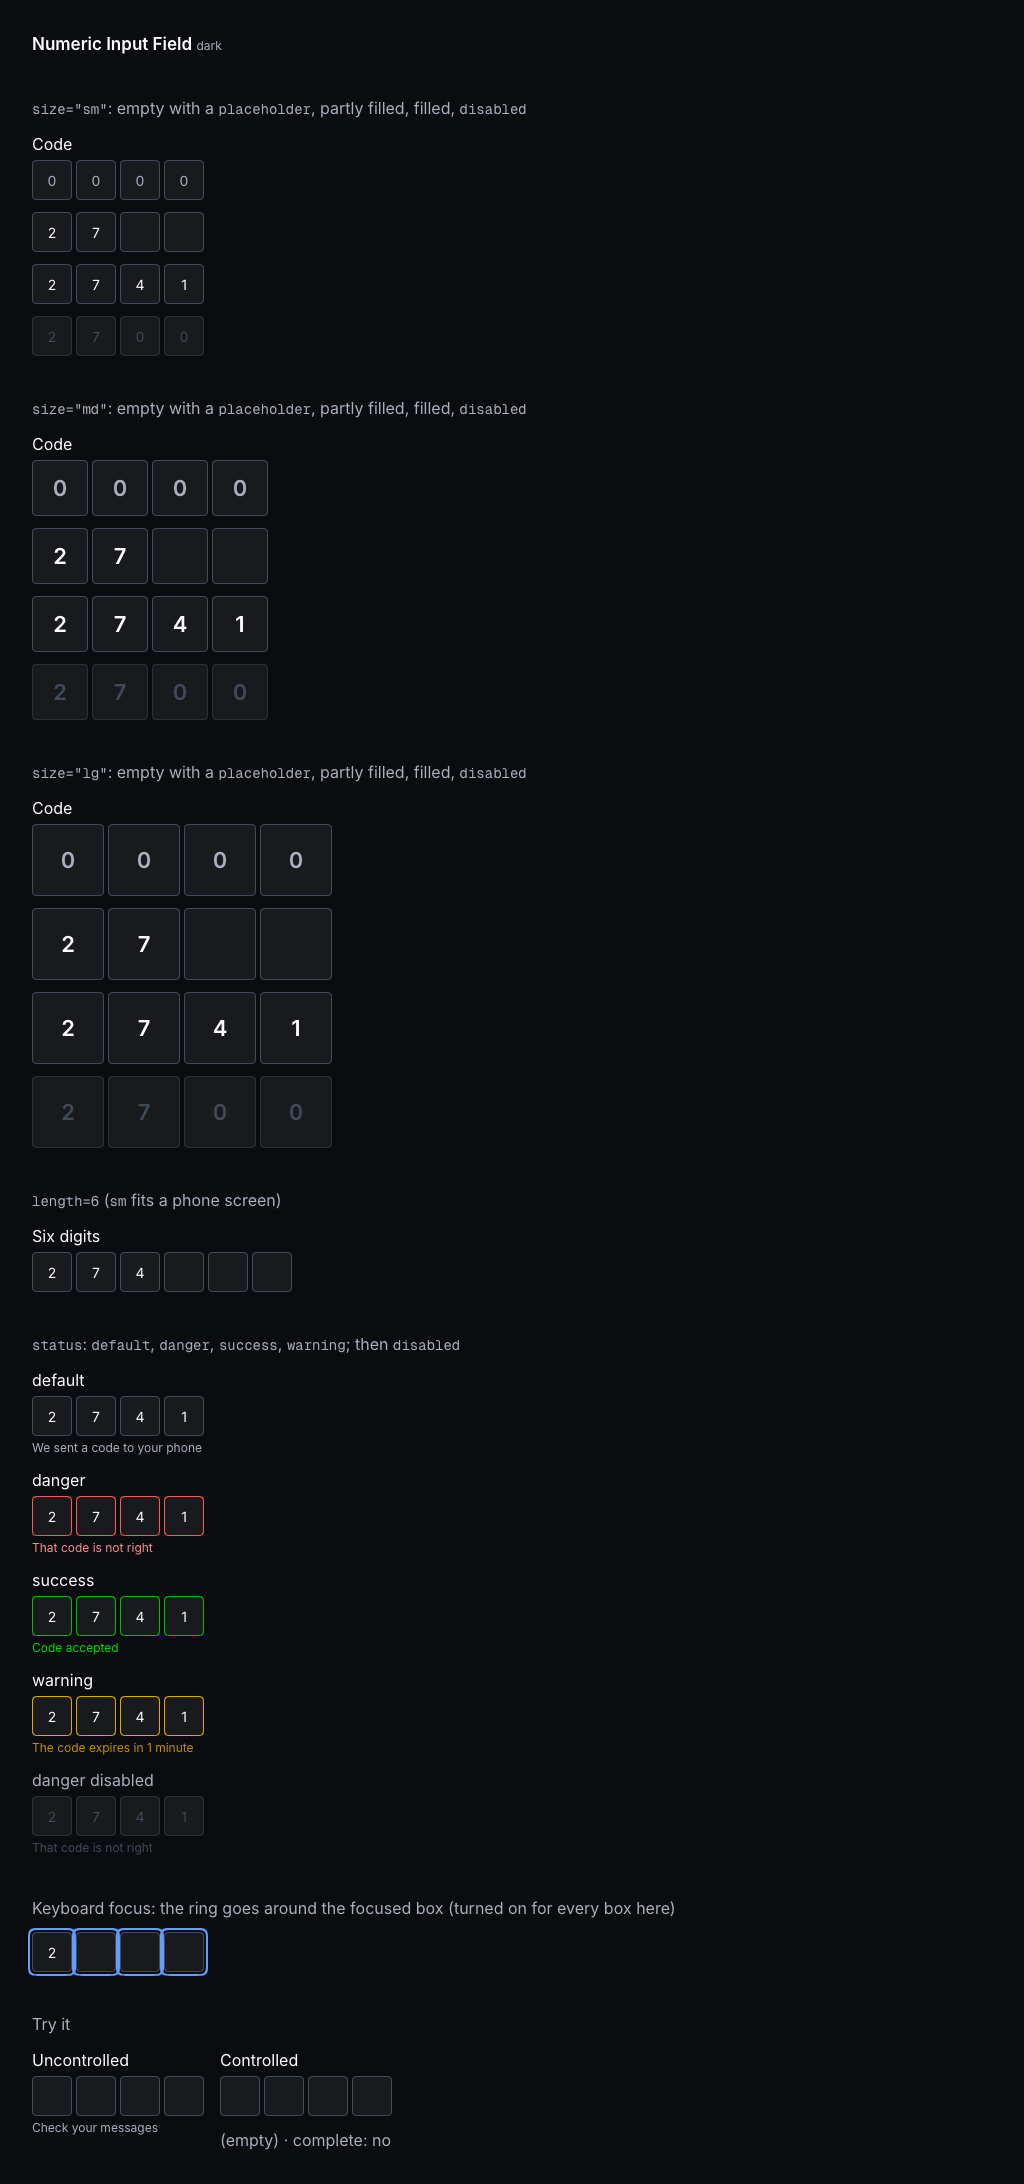 Numeric Input Field dark
size="sm": empty with a placeholder, partly filled, filled, disabled
Code
0 0 0 0
2 7
2 7 4 1
2 7 0 0
size="md": empty with a placeholder, partly filled, filled, disabled
Code
0 0 0 0
2 7
2 7 4 1
2 7 0 0
size="lg": empty with a placeholder, partly filled, filled, disabled
Code
0 0 0 0
2 7
2 7 4 1
2 7 0 0
length=6 (sm fits a phone screen)
Six digits
2 7 4
status: default, danger, success, warning; then disabled
default
2 7 4 1
We sent a code to your phone
danger
2 7 4 1
That code is not right
success
2 7 4 1
Code accepted
warning
2 7 4 1
The code expires in 1 minute
danger disabled
2 7 4 1
That code is not right
Keyboard focus: the ring goes around the focused box (turned on for every box here)
2
Try it
Uncontrolled Controlled
Check your messages
(empty) · complete: no